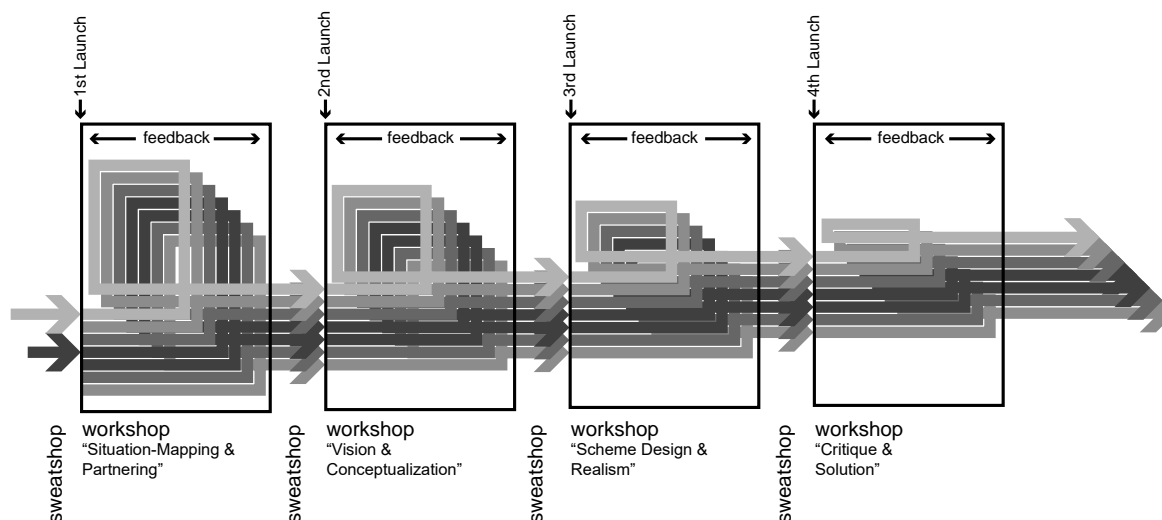 1st Launch
2nd Launch
3rd Launch
4th Launch
feedback
feedback
feedback
feedback
sweatshop
workshop
“Situation-Mapping &
Partnering”
sweatshop
workshop
“Vision &
Conceptualization”
sweatshop
workshop
“Scheme Design &
Realism”
sweatshop
workshop
“Critique &
Solution”